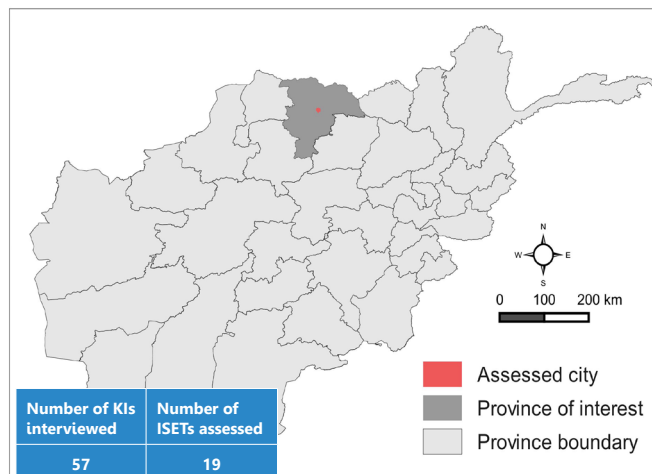 N
W E
S
0 100 200 km
Assessed city
Province of interest
Province boundary
Number of KIs interviewed
Number of ISETs assessed
57 19